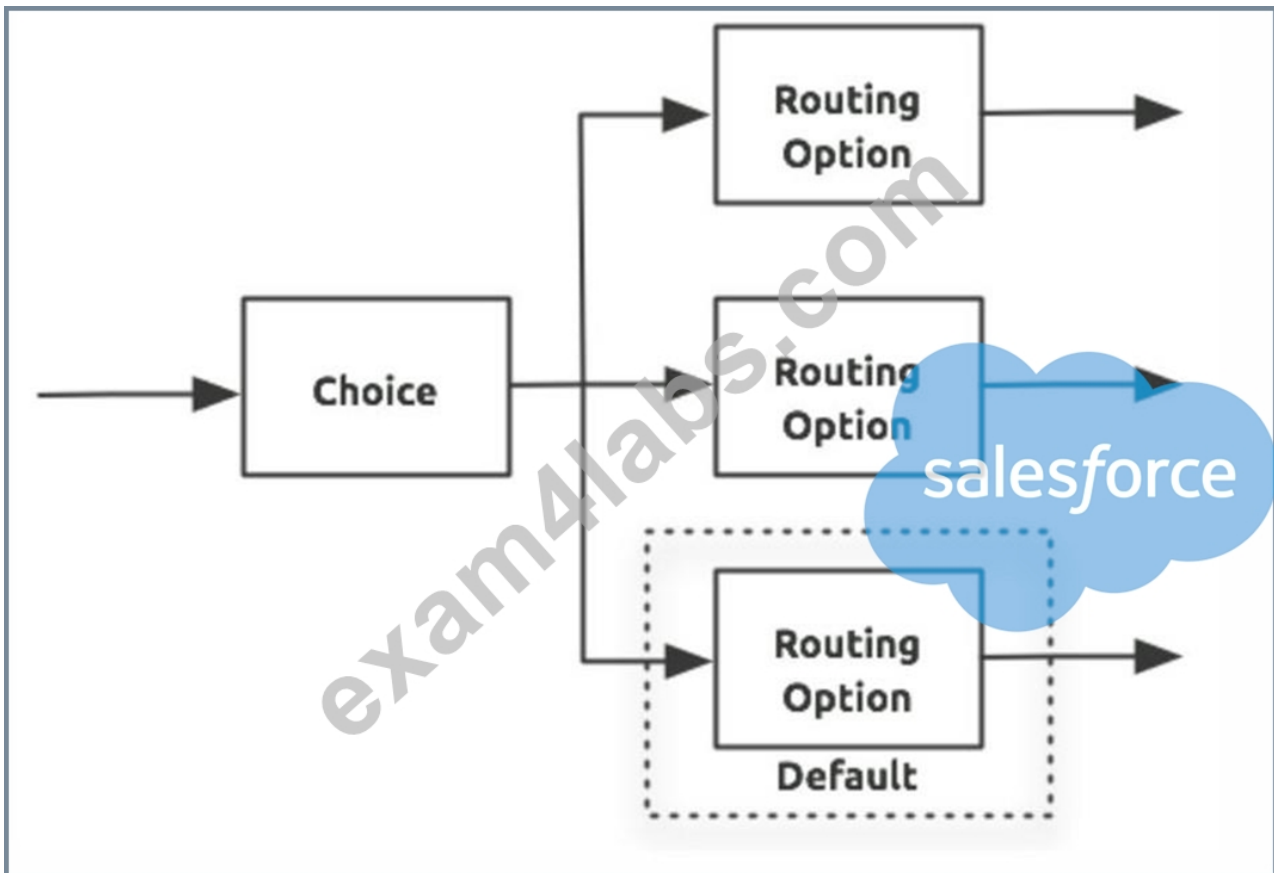 Routing
Option
Choice
Routing
Option
salesforce
Routing
Option
Default
exam4labs.com